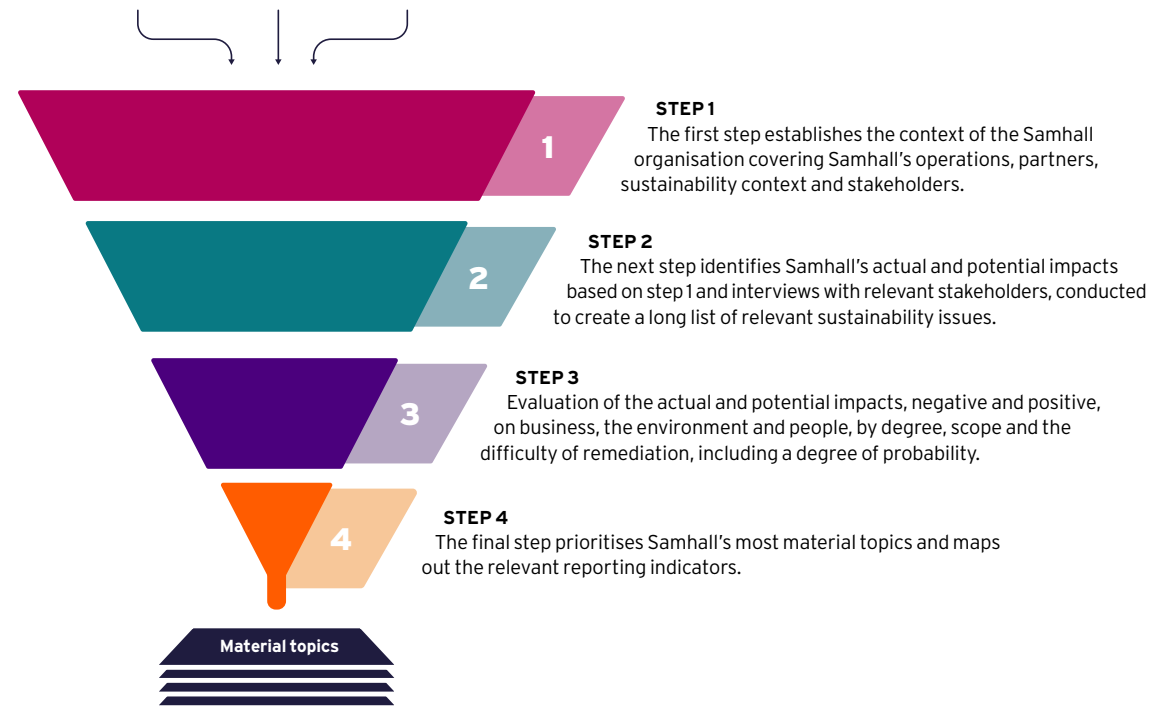 1
STEP 1
The first step establishes the context of the Samhall
organisation covering Samhall's operations, partners,
sustainability context and stakeholders.
2
STEP 2
The next step identifies Samhall's actual and potential impacts
based on step 1 and interviews with relevant stakeholders, conducted
to create a long list of relevant sustainability issues.
3
STEP 3
Evaluation of the actual and potential impacts, negative and positive,
on business, the environment and people, by degree, scope and the
difficulty of remediation, including a degree of probability.
4
STEP 4
The final step prioritises Samhall's most material topics and maps
out the relevant reporting indicators.
Material topics